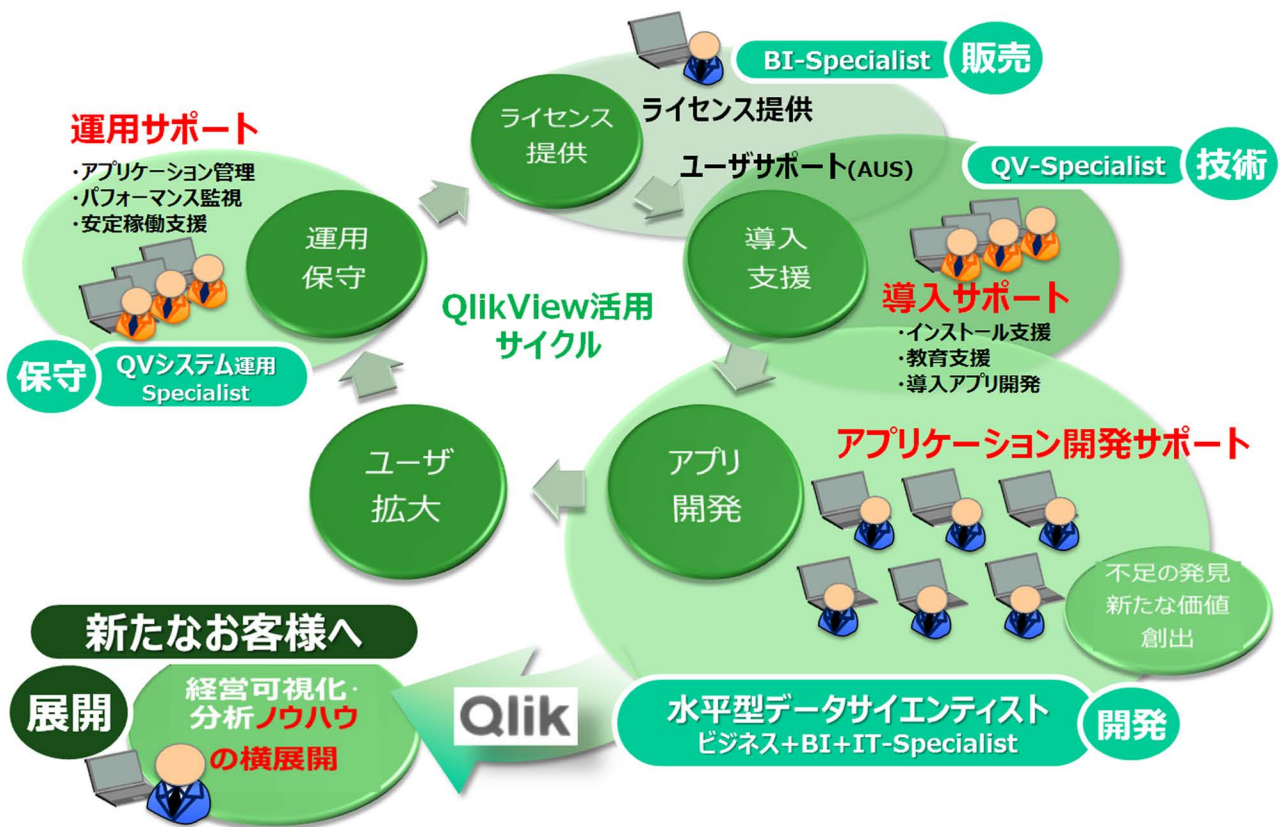 BI-Specialist
販売
ライセンス
提供
ライセンス提供
ユーザサポート(AUS)
QV-Specialist
技術
運用サポート
・アプリケーション管理
・パフォーマンス監視
・安定稼働支援
運用
保守
導入
支援
導入サポート
・インストール支援
・教育支援
・導入アプリ開発
QlikView活用
サイクル
保守
QVシステム運用
Specialist
ユーザ
拡大
アプリ
開発
アプリケーション開発サポート
不足の発見
新たな価値
創出
新たなお客様へ
展開
経営可視化・
分析ノウハウ
の横展開
Qlik
水平型データサイエンティスト
ビジネス+BI+IT-Specialist
開発